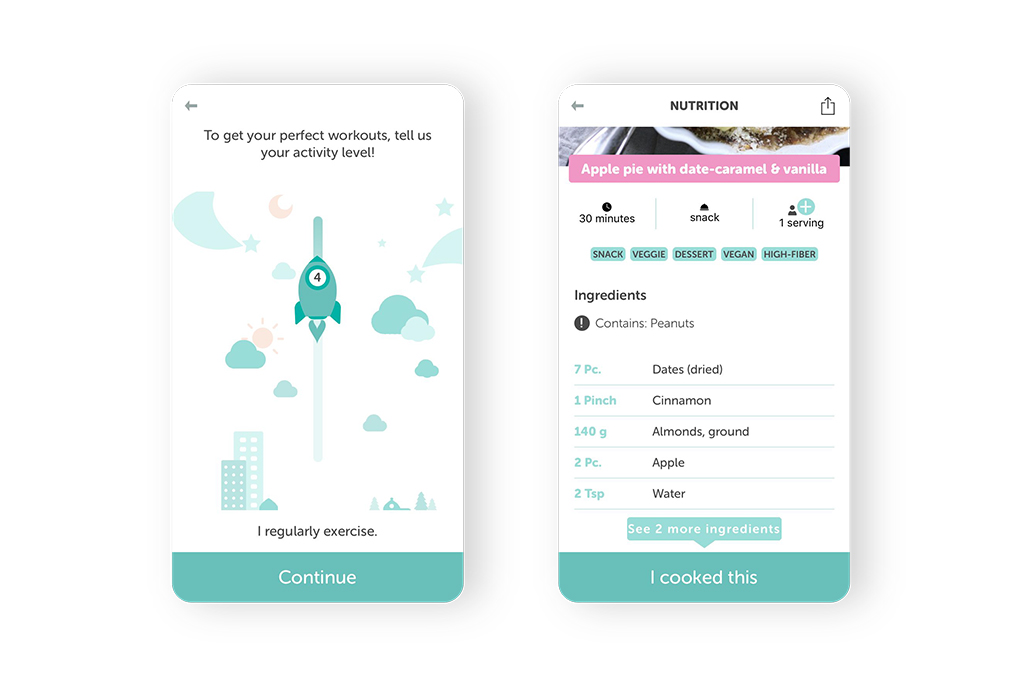 To get your perfect workouts, tell us
your activity level!
4
I regularly exercise.
Continue
NUTRITION
Apple pie with date-caramel & vanilla
30 minutes
snack
1 serving
SNACK VEGGIE DESSERT VEGAN HIGH-FIBER
Ingredients
! Contains: Peanuts
7 Pc. Dates (dried)
1 Pinch Cinnamon
140 g Almonds, ground
2 Pc. Apple
2 Tsp Water
See 2 more ingredients
I cooked this